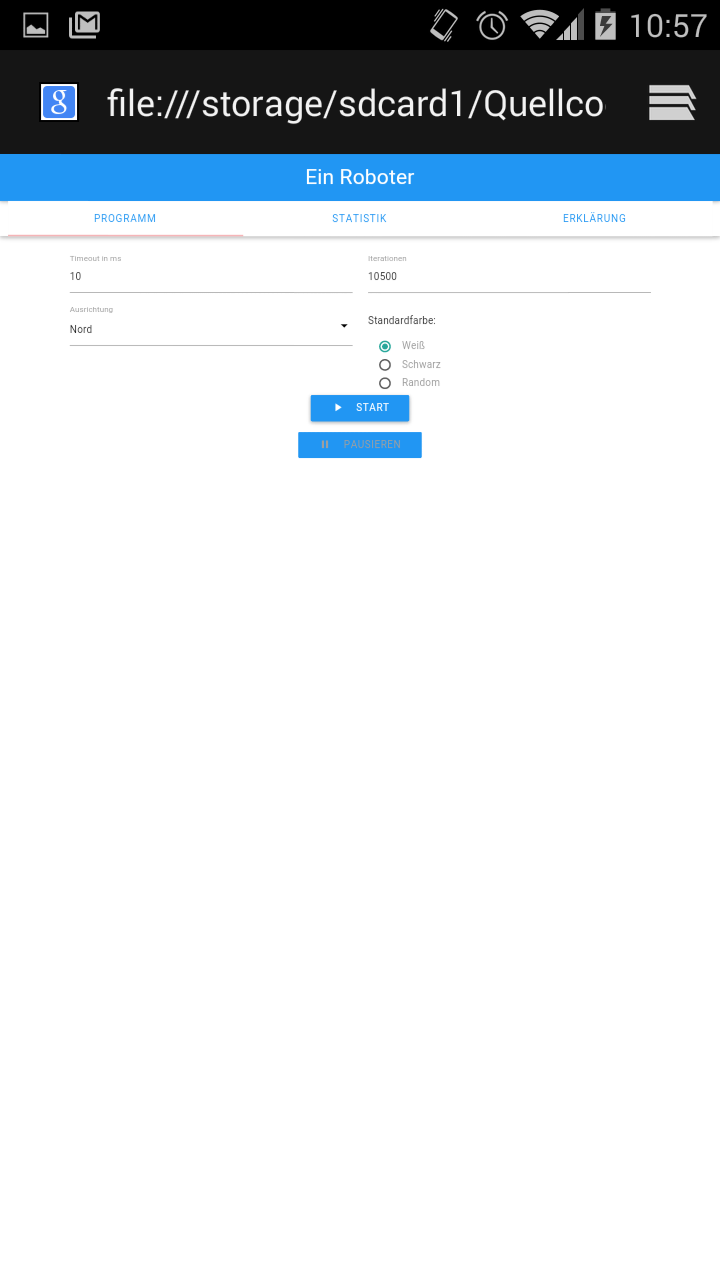 10:57
g
file:///storage/sdcard1/Quellco
Ein Roboter
PROGRAMM STATISTIK ERKLÄRUNG
Timeout in ms Iterationen
10 10500
Ausrichtung
Nord
Standardfarbe:
Weiß
Schwarz
Random
START
PAUSIEREN